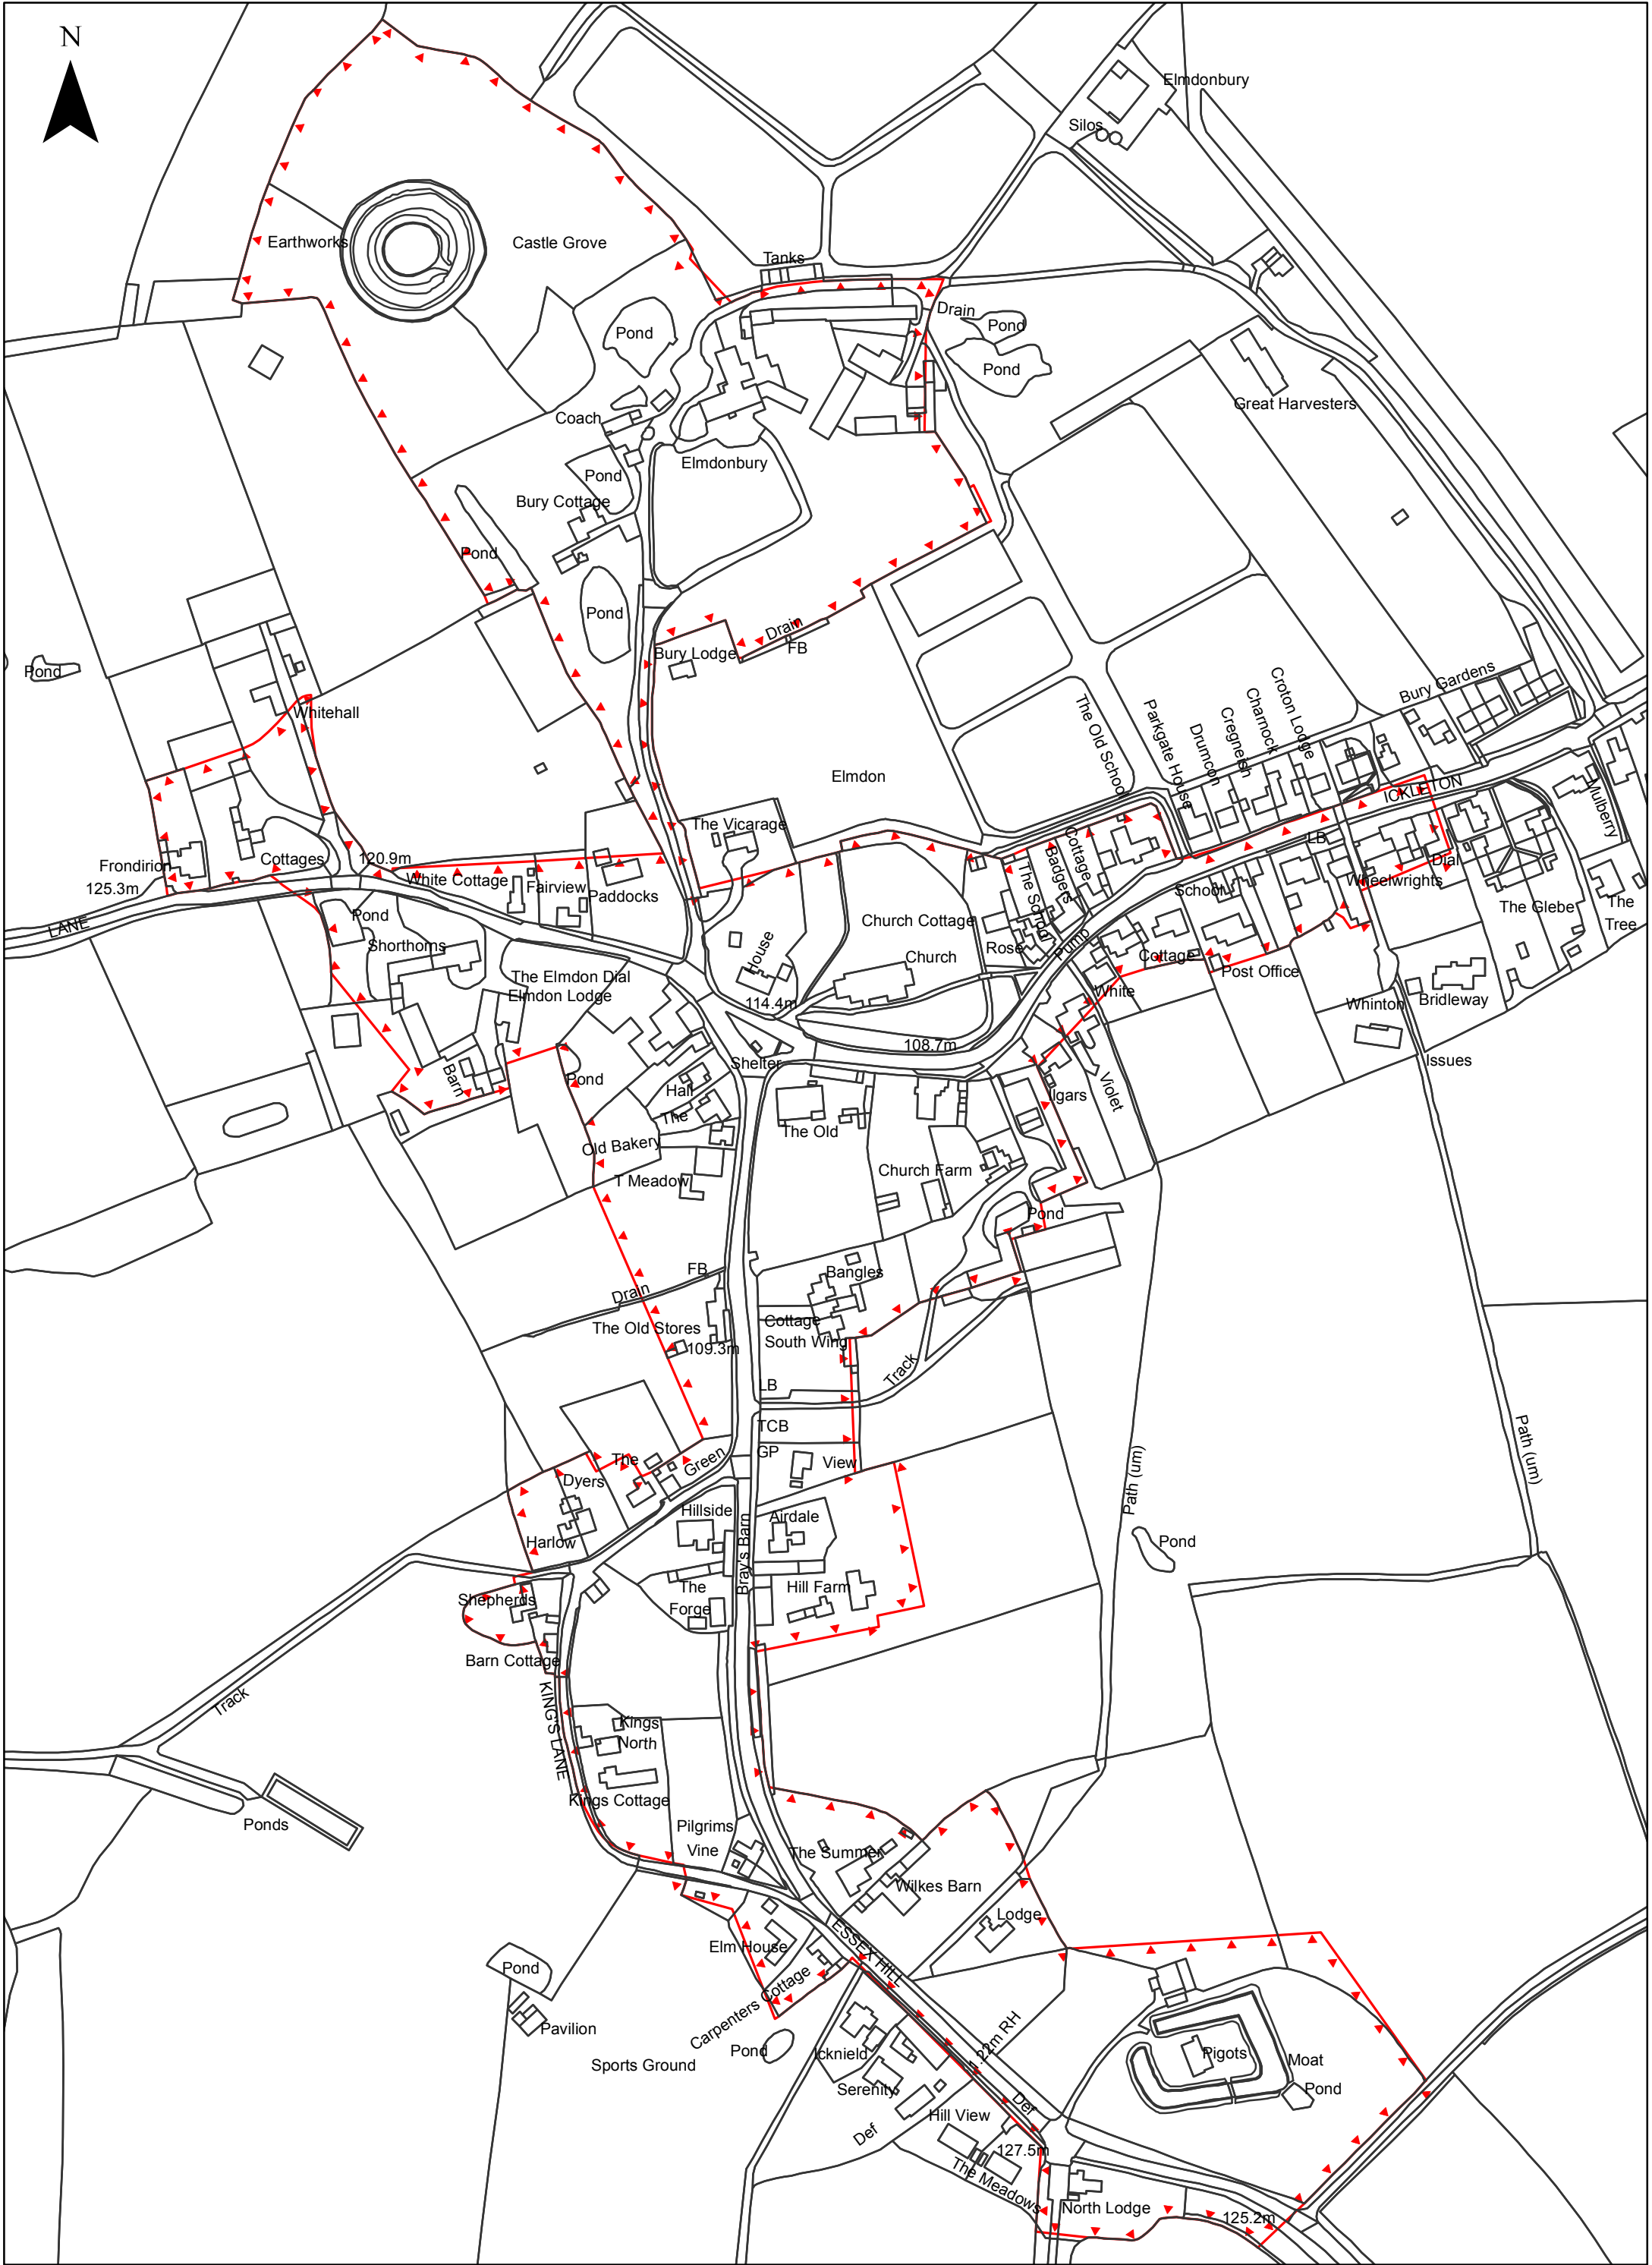 N
Elmdonbury
Silos
Earthworks
Castle Grove
Tanks
Drain
Pond
Pond
Pond
Coach
Great Harvesters
Elmdonbury
Pond
Bury Cottage
Pond
Pond
Drain
FB
Bury Lodge
Pond
Whitehall
Bury Gardens
Croton Lodge
Charnock
Cregneish
Drumcon
Parkgate House
The Old School
Elmdon
ICKLETON
Mulberry
The Vicarage
LB
Frondirion
Cottages
120.9m
125.3m
White Cottage
Fairview
Paddocks
Cottage
Badgers
The School
School
Wheelwrights
Dial
The Glebe
The
Tree
LANE
Pond
Shorthorns
Church Cottage
Church
House
Rose
Pump
Cottage
Post Office
The Elmdon Dial
Elmdon Lodge
White
114.4m
Whinton
Bridleway
108.7m
Shelter
Issues
Barn
Pond
Hall
The
Ilgars
Violet
Old Bakery
The Old
T Meadow
Church Farm
Pond
FB
Drain
Bangles
The Old Stores
Cottage
South Wing
109.3m
Track
LB
TCB
GP
View
The
Green
Dyers
Path (um)
Path (um)
Hillside
Airdale
Harlow
Bray's Barn
Pond
Shepherds
The
Forge
Hill Farm
Barn Cottage
KING'S LANE
Track
Kings
North
Kings Cottage
Ponds
Pilgrims
Vine
The Summer
Wilkes Barn
Lodge
Elm House
ESSEX HILL
Pond
Carpenters Cottage
Pavilion
Sports Ground
Pond
Icknield
1.22m RH
Pigots
Moat
Pond
Serenity
Def
Hill View
Def
127.5m
The Meadows
North Lodge
125.2m